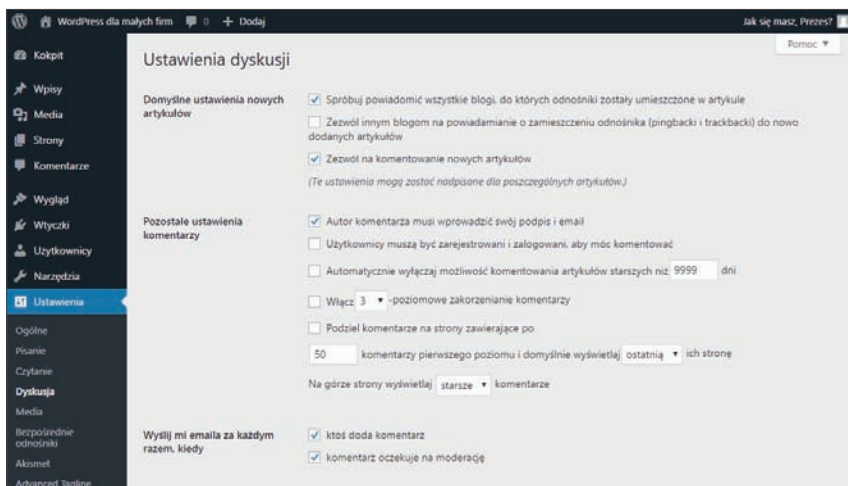 WordPress dla małych firm 0 + Dodaj Jak się masz, Prezes?
Pomoc ▼
Kokpit
Wpisy
Media
Strony
Komentarze
Wygląd
Wtyczki
Użytkownicy
Narzędzia
Ustawienia
Ogólne
Pisanie
Czytanie
Dyskusja
Media
Bezpośrednie
odnośniki
Akismet
Advanced Tagline
Ustawienia dyskusji
Domyślne ustawienia nowych
artykułów
Spróbuj powiadomić wszystkie blogi, do których odnośniki zostały umieszczone w artykule
Zezwól innym blogom na powiadamianie o zamieszczeniu odnośnika (pingbacki i trackbacki) do nowo
dodanych artykułów
Zezwól na komentowanie nowych artykułów
(Te ustawienia mogą zostać nadpisane dla poszczególnych artykułów.)
Pozostałe ustawienia
komentarzy
Autor komentarza musi wprowadzić swój podpis i email
Użytkownicy muszą być zarejestrowani i zalogowani, aby móc komentować
Automatycznie wyłączaj możliwość komentowania artykułów starszych niż 9999 dni
Włącz 3 ▼ -poziomowe zakorzenianie komentarzy
Podziel komentarze na strony zawierające po
50 komentarzy pierwszego poziomu i domyślnie wyświetlaj ostatnią ▼ ich stronę
Na górze strony wyświetlaj starsze ▼ komentarze
Wyślij mi emaila za każdym
razem, kiedy
ktoś doda komentarz
komentarz oczekuje na moderację